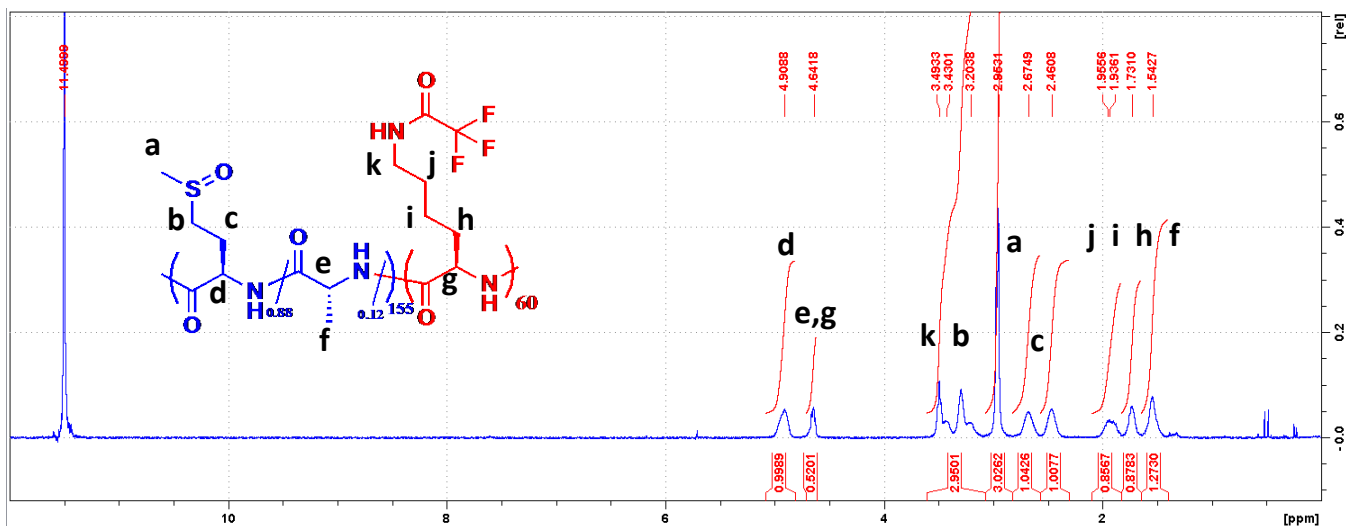 11.4999
4.9088
4.6418
3.4933
3.4301
3.2038
2.9531
2.6749
2.4608
1.9556
1.9361
1.7310
1.5427
[rel]
0.6
0.4
0.2
-0.0
O
HN
F
F
F
a
k
j
S
O
i
h
b
c
O
H
N
e
d
N
H
0.88
O
f
0.12
155
g
O
N
H
60
d
e,g
k
b
a
c
j
i
h
f
0.9989
0.5201
2.9501
3.0262
1.0426
1.0077
0.8567
0.8783
1.2730
10
8
6
4
2
[ppm]